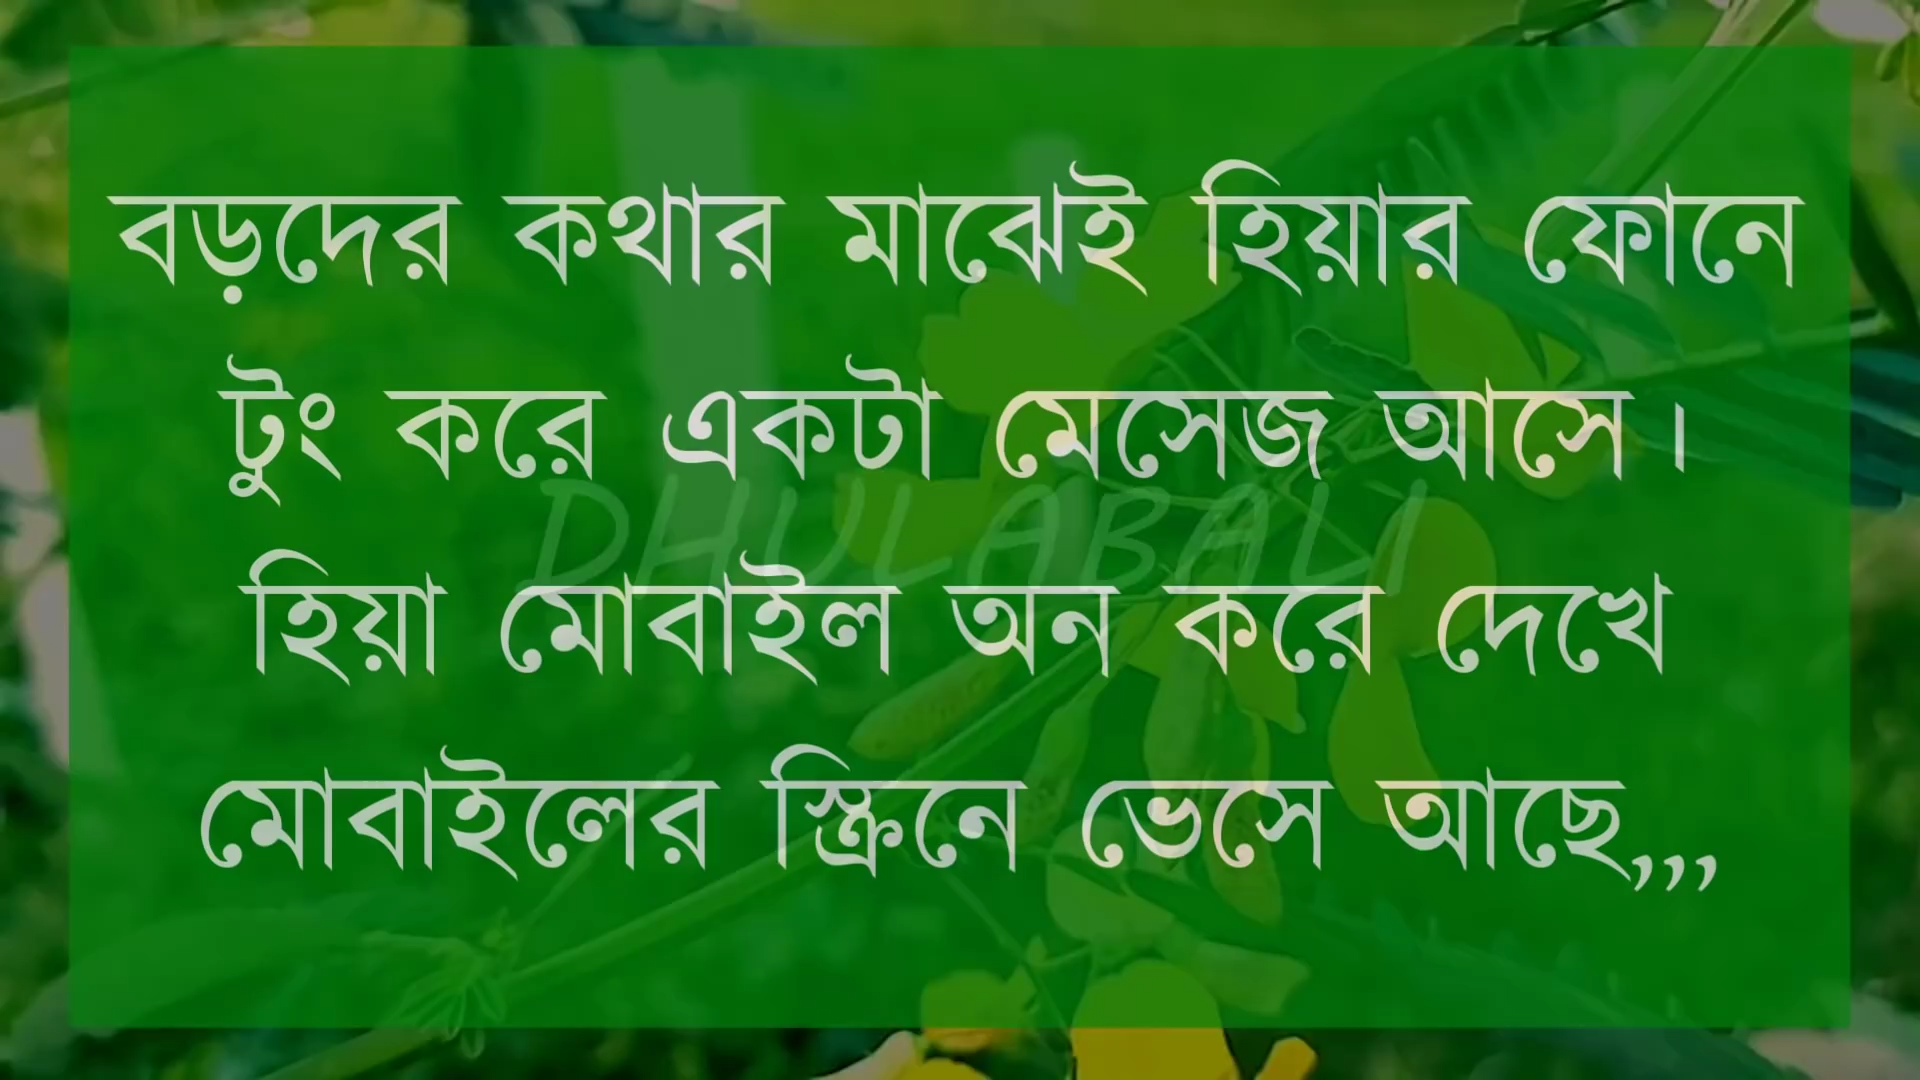 বড়দের কথার মাঝেই হিয়ার ফোনে
টুং করে একটা মেসেজ আসে।
DHULABALI
হিয়া মোবাইল অন করে দেখে
মোবাইলের স্ক্রিনে ভেসে আছে,,,